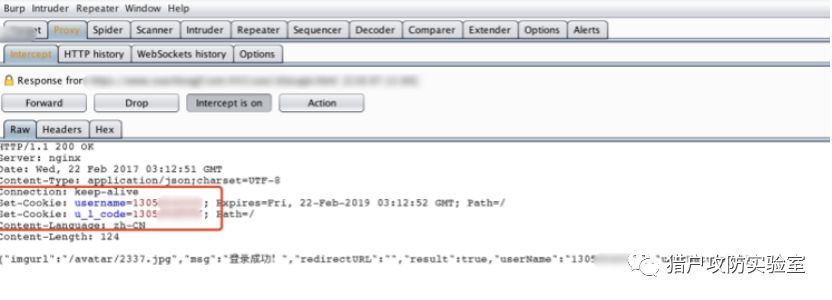 Burp Intruder Repeater Window Help
Proxy Spider Scanner Intruder Repeater Sequencer Decoder Comparer Extender Options Alerts
Intercept HTTP history WebSockets history Options
Response from
Forward Drop Intercept is on Action
Raw Headers Hex
HTTP/1.1 200 OK
Server: nginx
Date: Wed, 22 Feb 2017 03:12:51 GMT
Content-Type: application/json;charset=UTF-8
Connection: keep-alive
Set-Cookie: username=1305 ; Expires=Fri, 22-Feb-2019 03:12:52 GMT; Path=/
Set-Cookie: u_l_code=1305 ; Path=/
Content-Language: zh-CN
Content-Length: 124
{"imgurl":"/avatar/2337.jpg","msg":"登录成功！","redirectURL":"","result":true,"userName":"1305
猎户攻防实验室